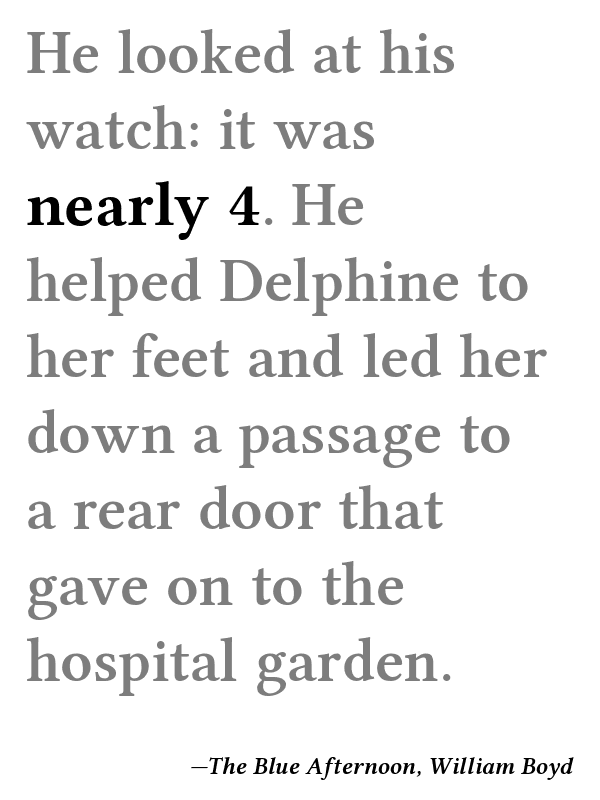 He looked at his
watch: it was
nearly 4. He
helped Delphine to
her feet and led her
down a passage to
a rear door that
gave on to the
hospital garden.
—The Blue Afternoon, William Boyd